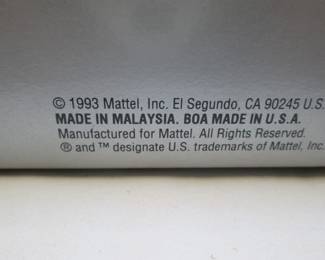 © 1993 Mattel, Inc. El Segundo, CA 90245 U.S.
MADE IN MALAYSIA. BOA MADE IN U.S.A.
Manufactured for Mattel. All Rights Reserved.
® and ™ designate U.S. trademarks of Mattel, Inc.